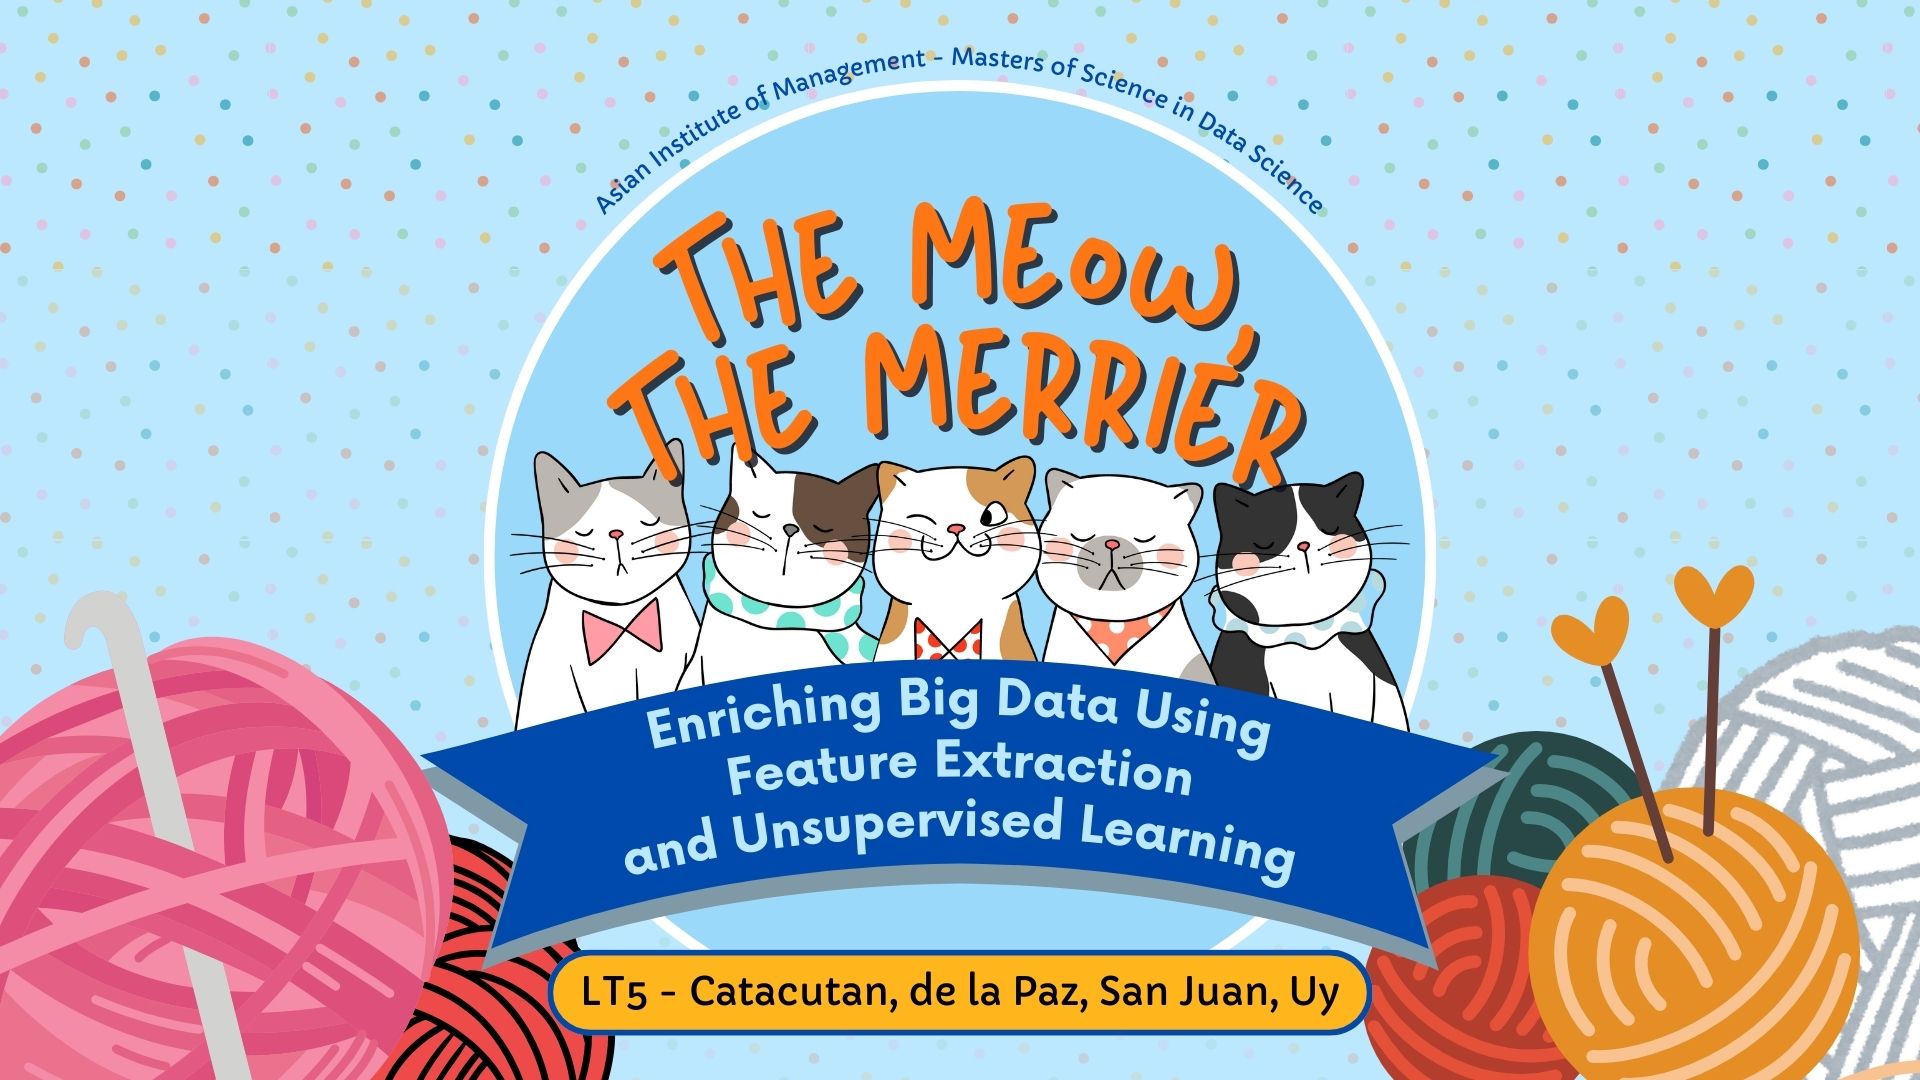 Asian Institute of Management - Masters of Science in Data Science
THE MEOW,
THE MERRIER
Enriching Big Data Using
Feature Extraction
and Unsupervised Learning
LT5 - Catacutan, de la Paz, San Juan, Uy